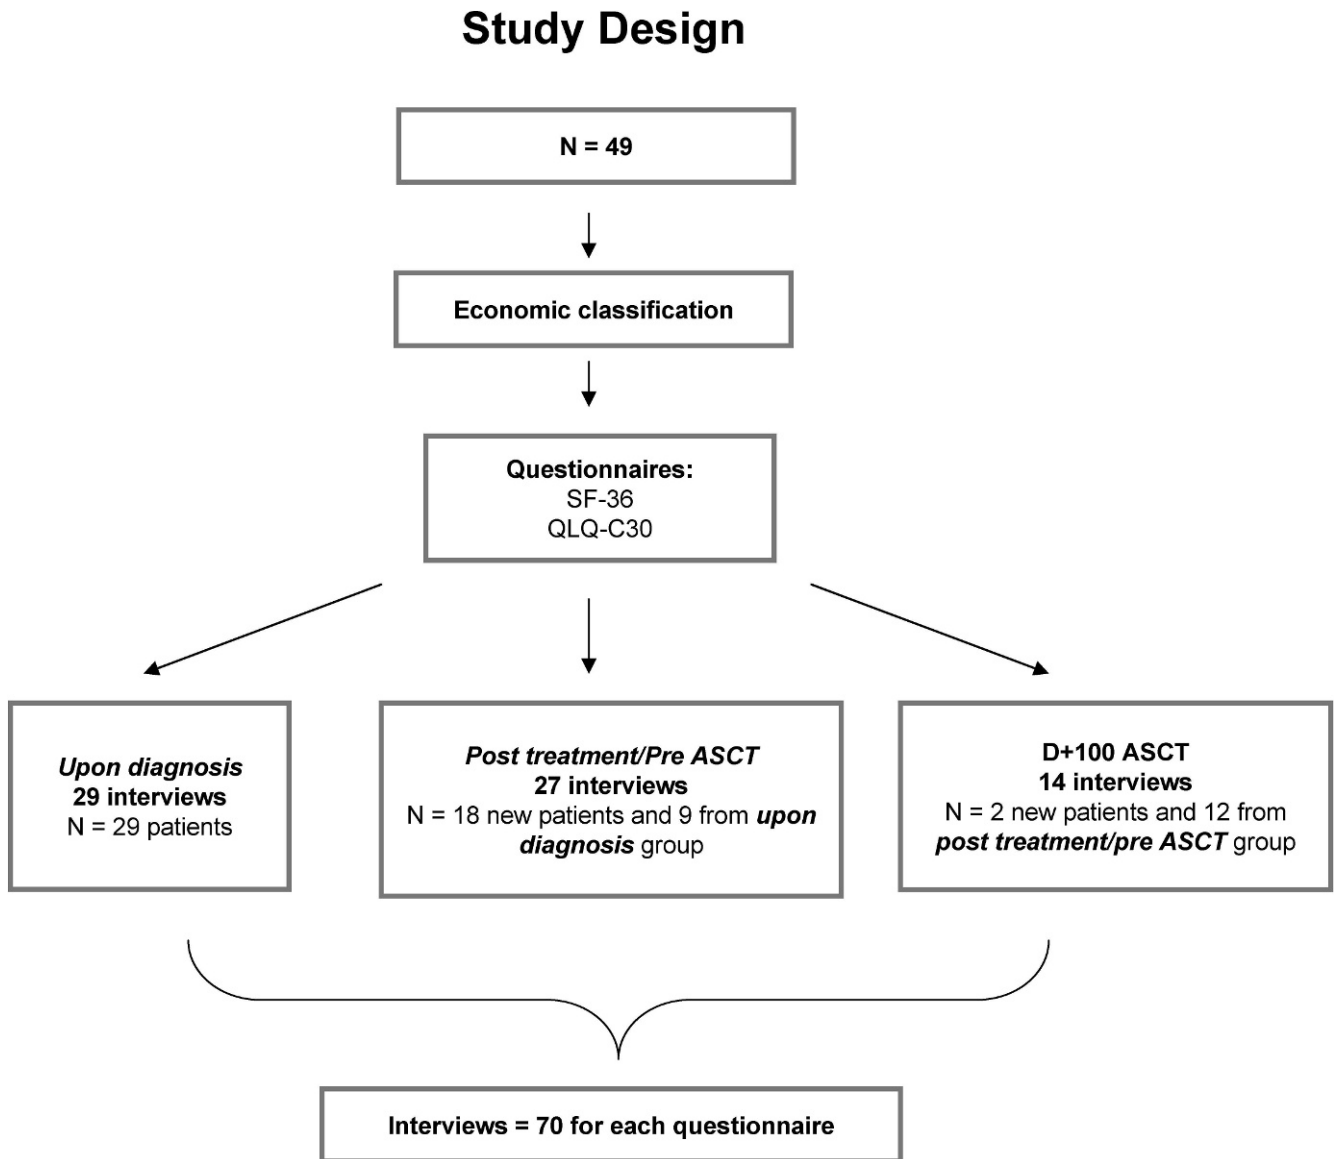 Study Design
N = 49
Economic classification
Questionnaires:
SF-36
QLQ-C30
Upon diagnosis
29 interviews
N = 29 patients
Post treatment/Pre ASCT
27 interviews
N = 18 new patients and 9 from upon
diagnosis group
D+100 ASCT
14 interviews
N = 2 new patients and 12 from
post treatment/pre ASCT group
Interviews = 70 for each questionnaire